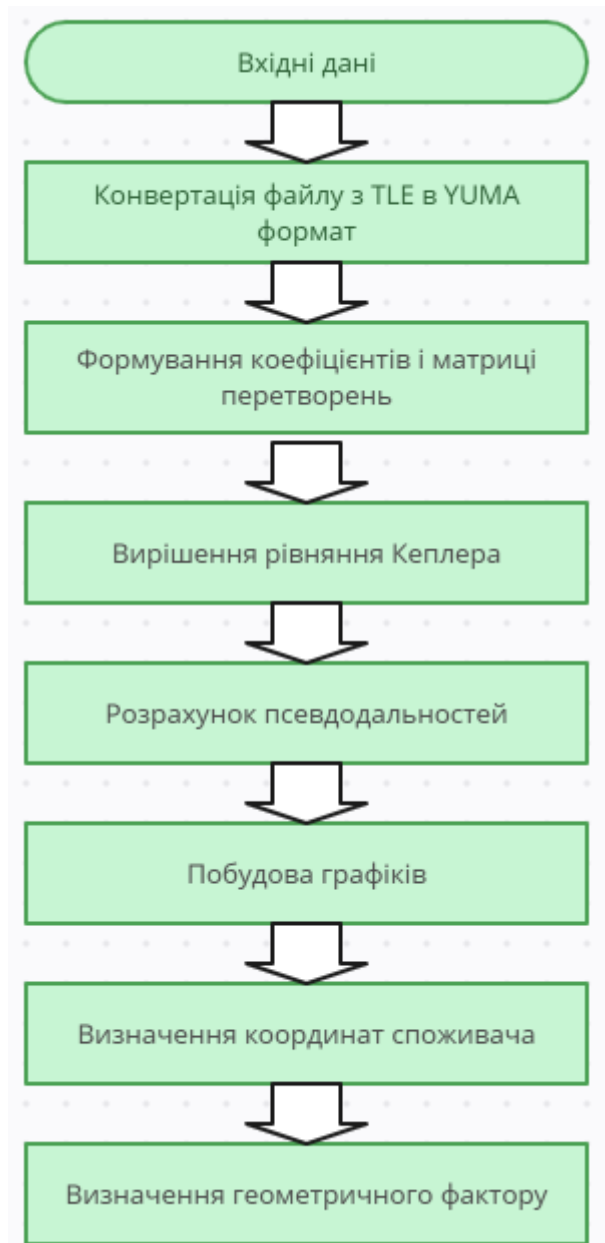 Вхідні дані
Конвертація файлу з TLE в YUMA
формат
Формування коефіцієнтів і матриці
перетворень
Вирішення рівняння Кеплера
Розрахунок псевдодальностей
Побудова графіків
Визначення координат споживача
Визначення геометричного фактору